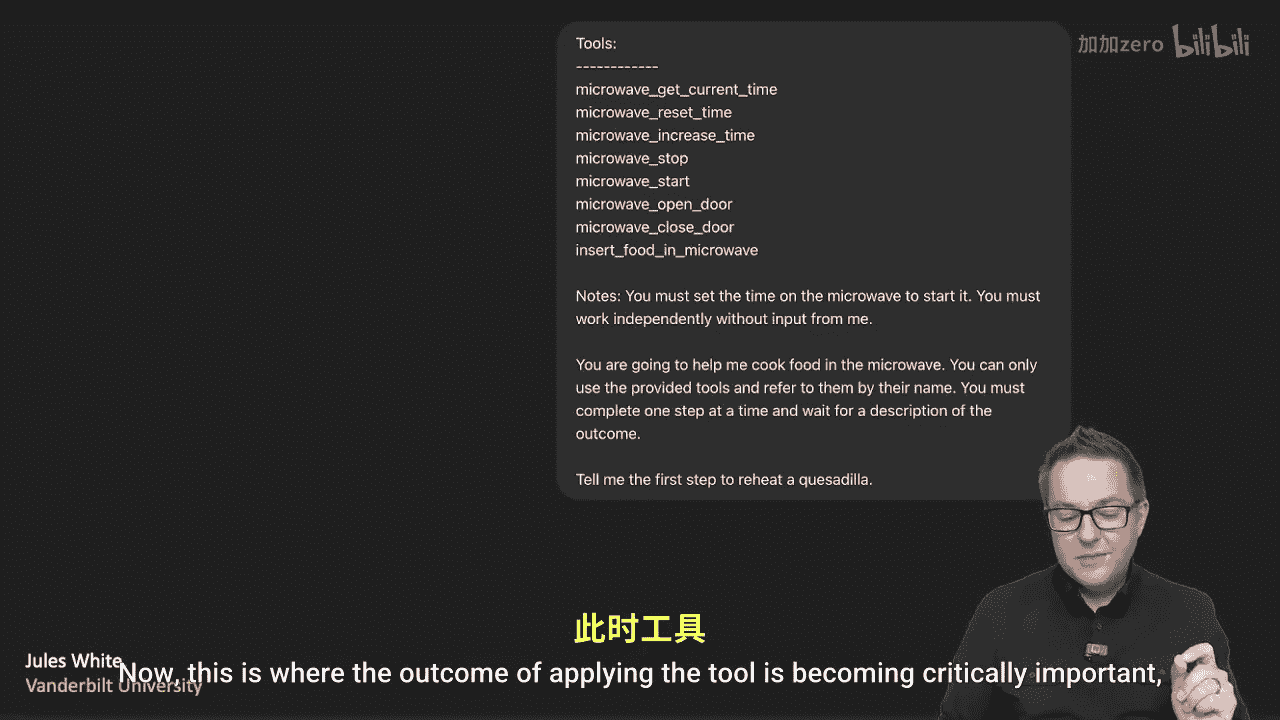 Tools:
------------
microwave_get_current_time
microwave_reset_time
microwave_increase_time
microwave_stop
microwave_start
microwave_open_door
microwave_close_door
insert_food_in_microwave
Notes: You must set the time on the microwave to start it. You must
work independently without input from me.
You are going to help me cook food in the microwave. You can only
use the provided tools and refer to them by their name. You must
complete one step at a time and wait for a description of the
outcome.
Tell me the first step to reheat a quesadilla.
加加zero bilibili
此时工具
Now, this is where the outcome of applying the tool is becoming critically important,
Jules White
Vanderbilt University